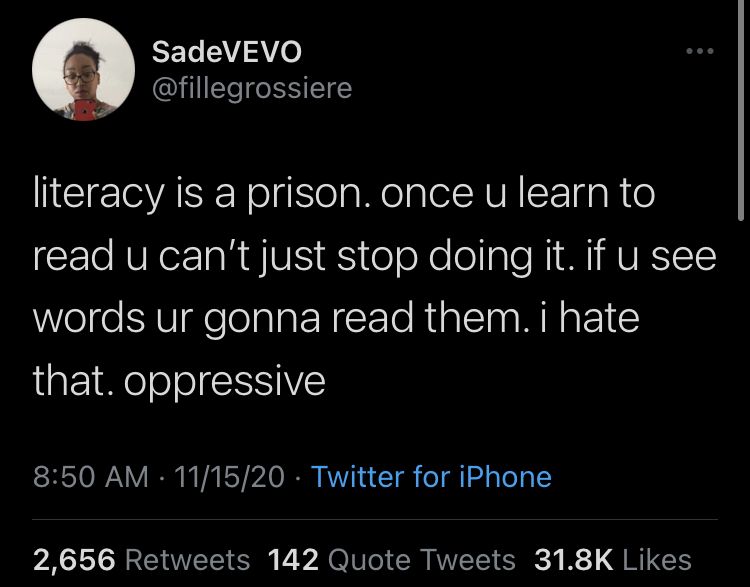 SadeVEVO
@fillegrossiere
literacy is a prison. once u learn to
read u can’t just stop doing it. if u see
words ur gonna read them. i hate
that. oppressive
8:50 AM · 11/15/20 · Twitter for iPhone
2,656 Retweets 142 Quote Tweets 31.8K Likes